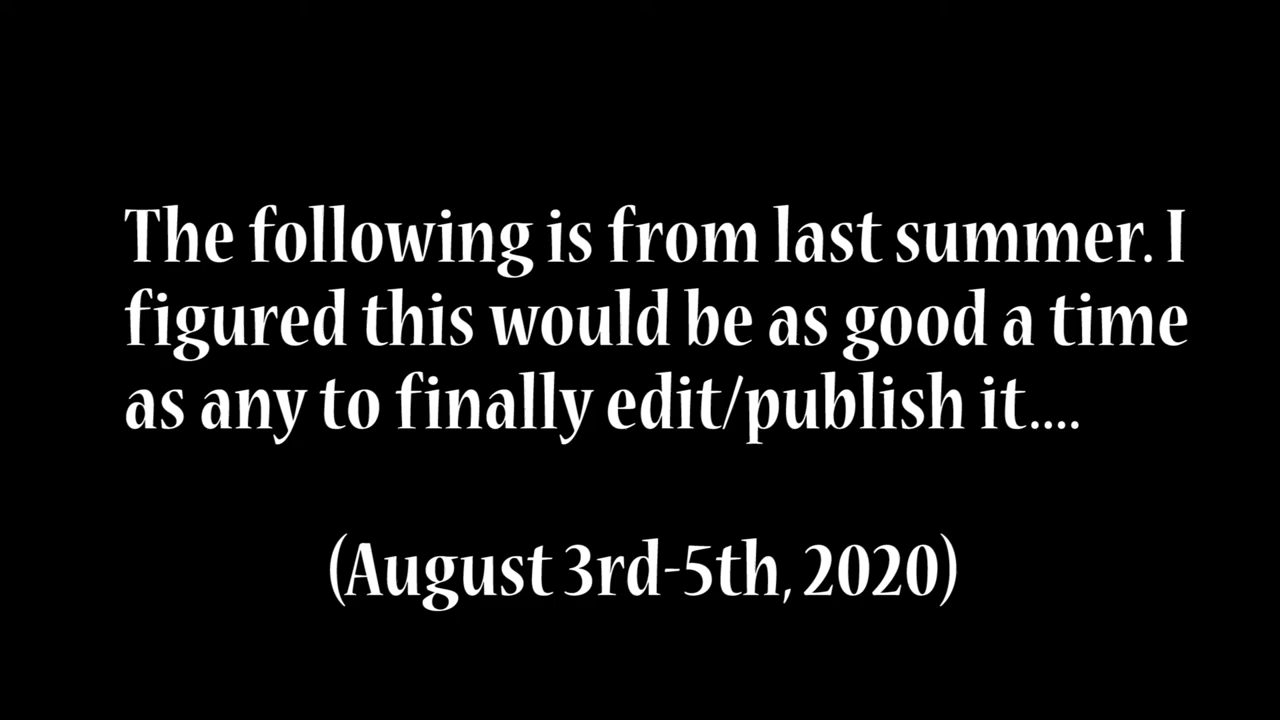 The following is from last summer. I
figured this would be as good a time
as any to finally edit/publish it....
(August 3rd-5th, 2020)